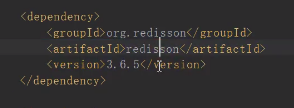 <dependency>
<groupId>org.redisson</groupId>
<artifactId>redisson</artifactId>
<version>3.6.5</version>
</dependency>